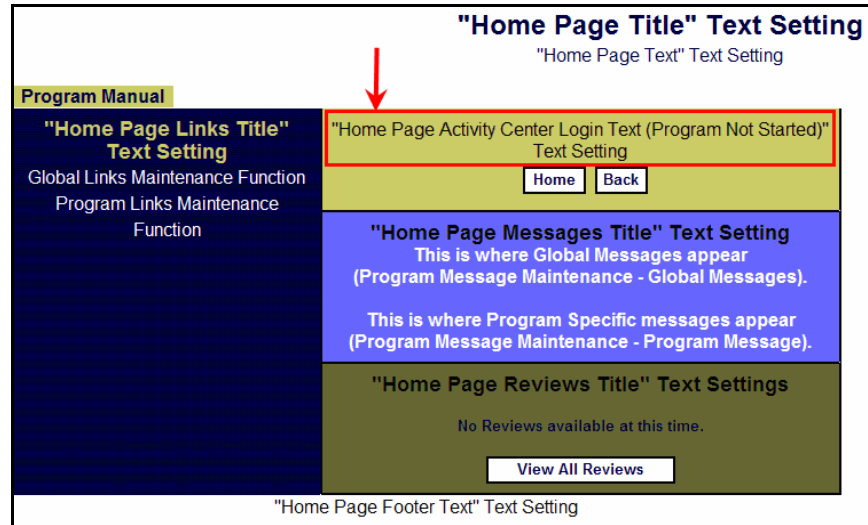 "Home Page Title" Text Setting
"Home Page Text" Text Setting
Program Manual
"Home Page Links Title"
Text Setting
Global Links Maintenance Function
Program Links Maintenance
Function
"Home Page Activity Center Login Text (Program Not Started)"
Text Setting
Home Back
"Home Page Messages Title" Text Setting
This is where Global Messages appear
(Program Message Maintenance - Global Messages).
This is where Program Specific messages appear
(Program Message Maintenance - Program Message).
"Home Page Reviews Title" Text Settings
No Reviews available at this time.
View All Reviews
"Home Page Footer Text" Text Setting